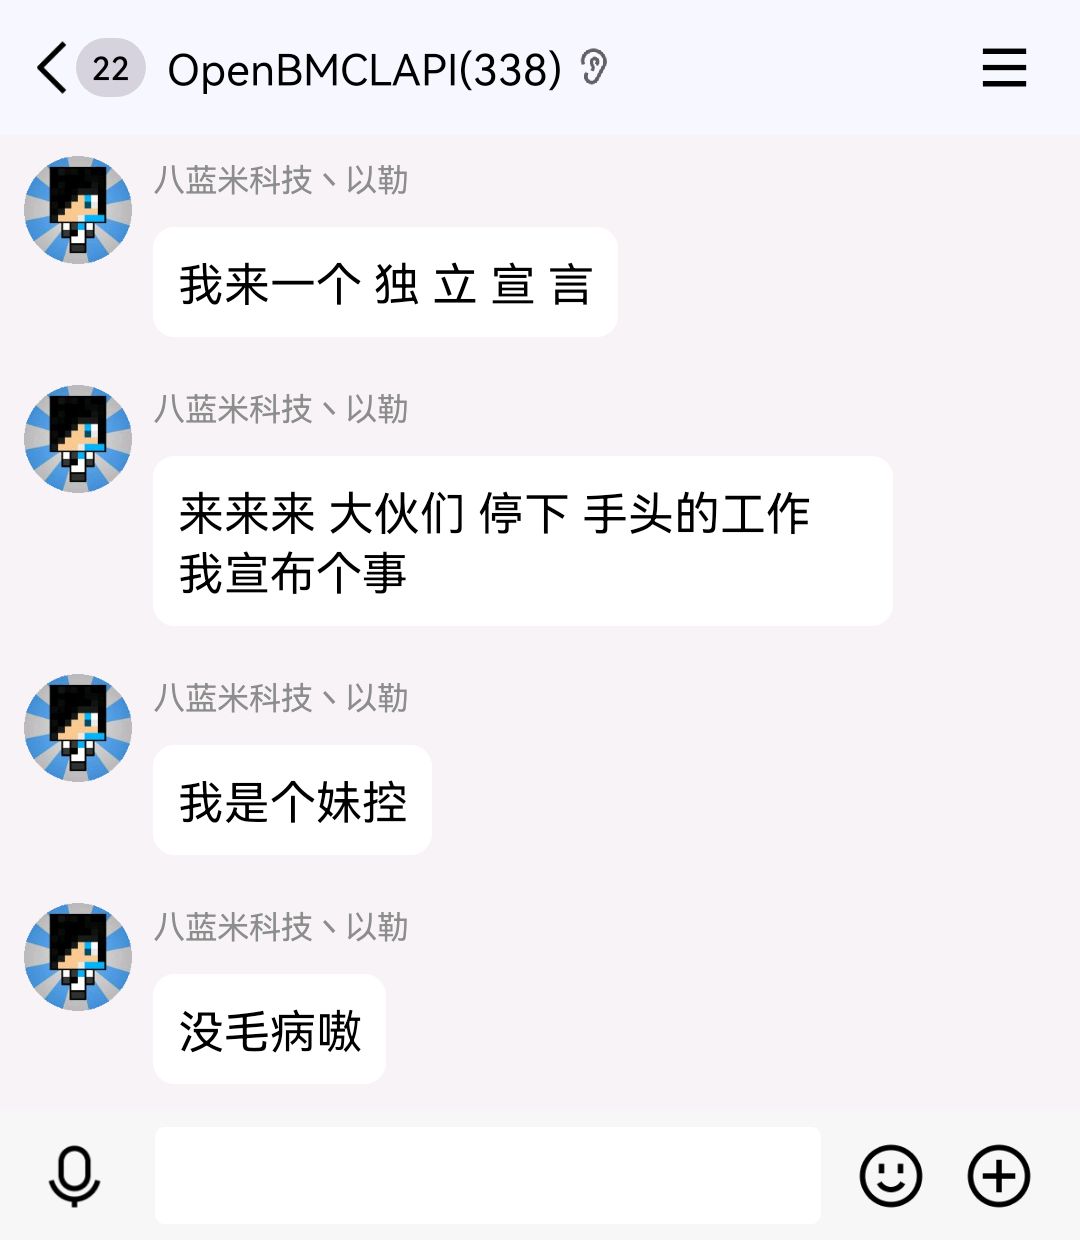 22 OpenBMCLAPI(338)
八蓝米科技丶以勒
我来一个 独 立 宣 言
八蓝米科技丶以勒
来来来 大伙们 停下 手头的工作
我宣布个事
八蓝米科技丶以勒
我是个妹控
八蓝米科技丶以勒
没毛病嗷